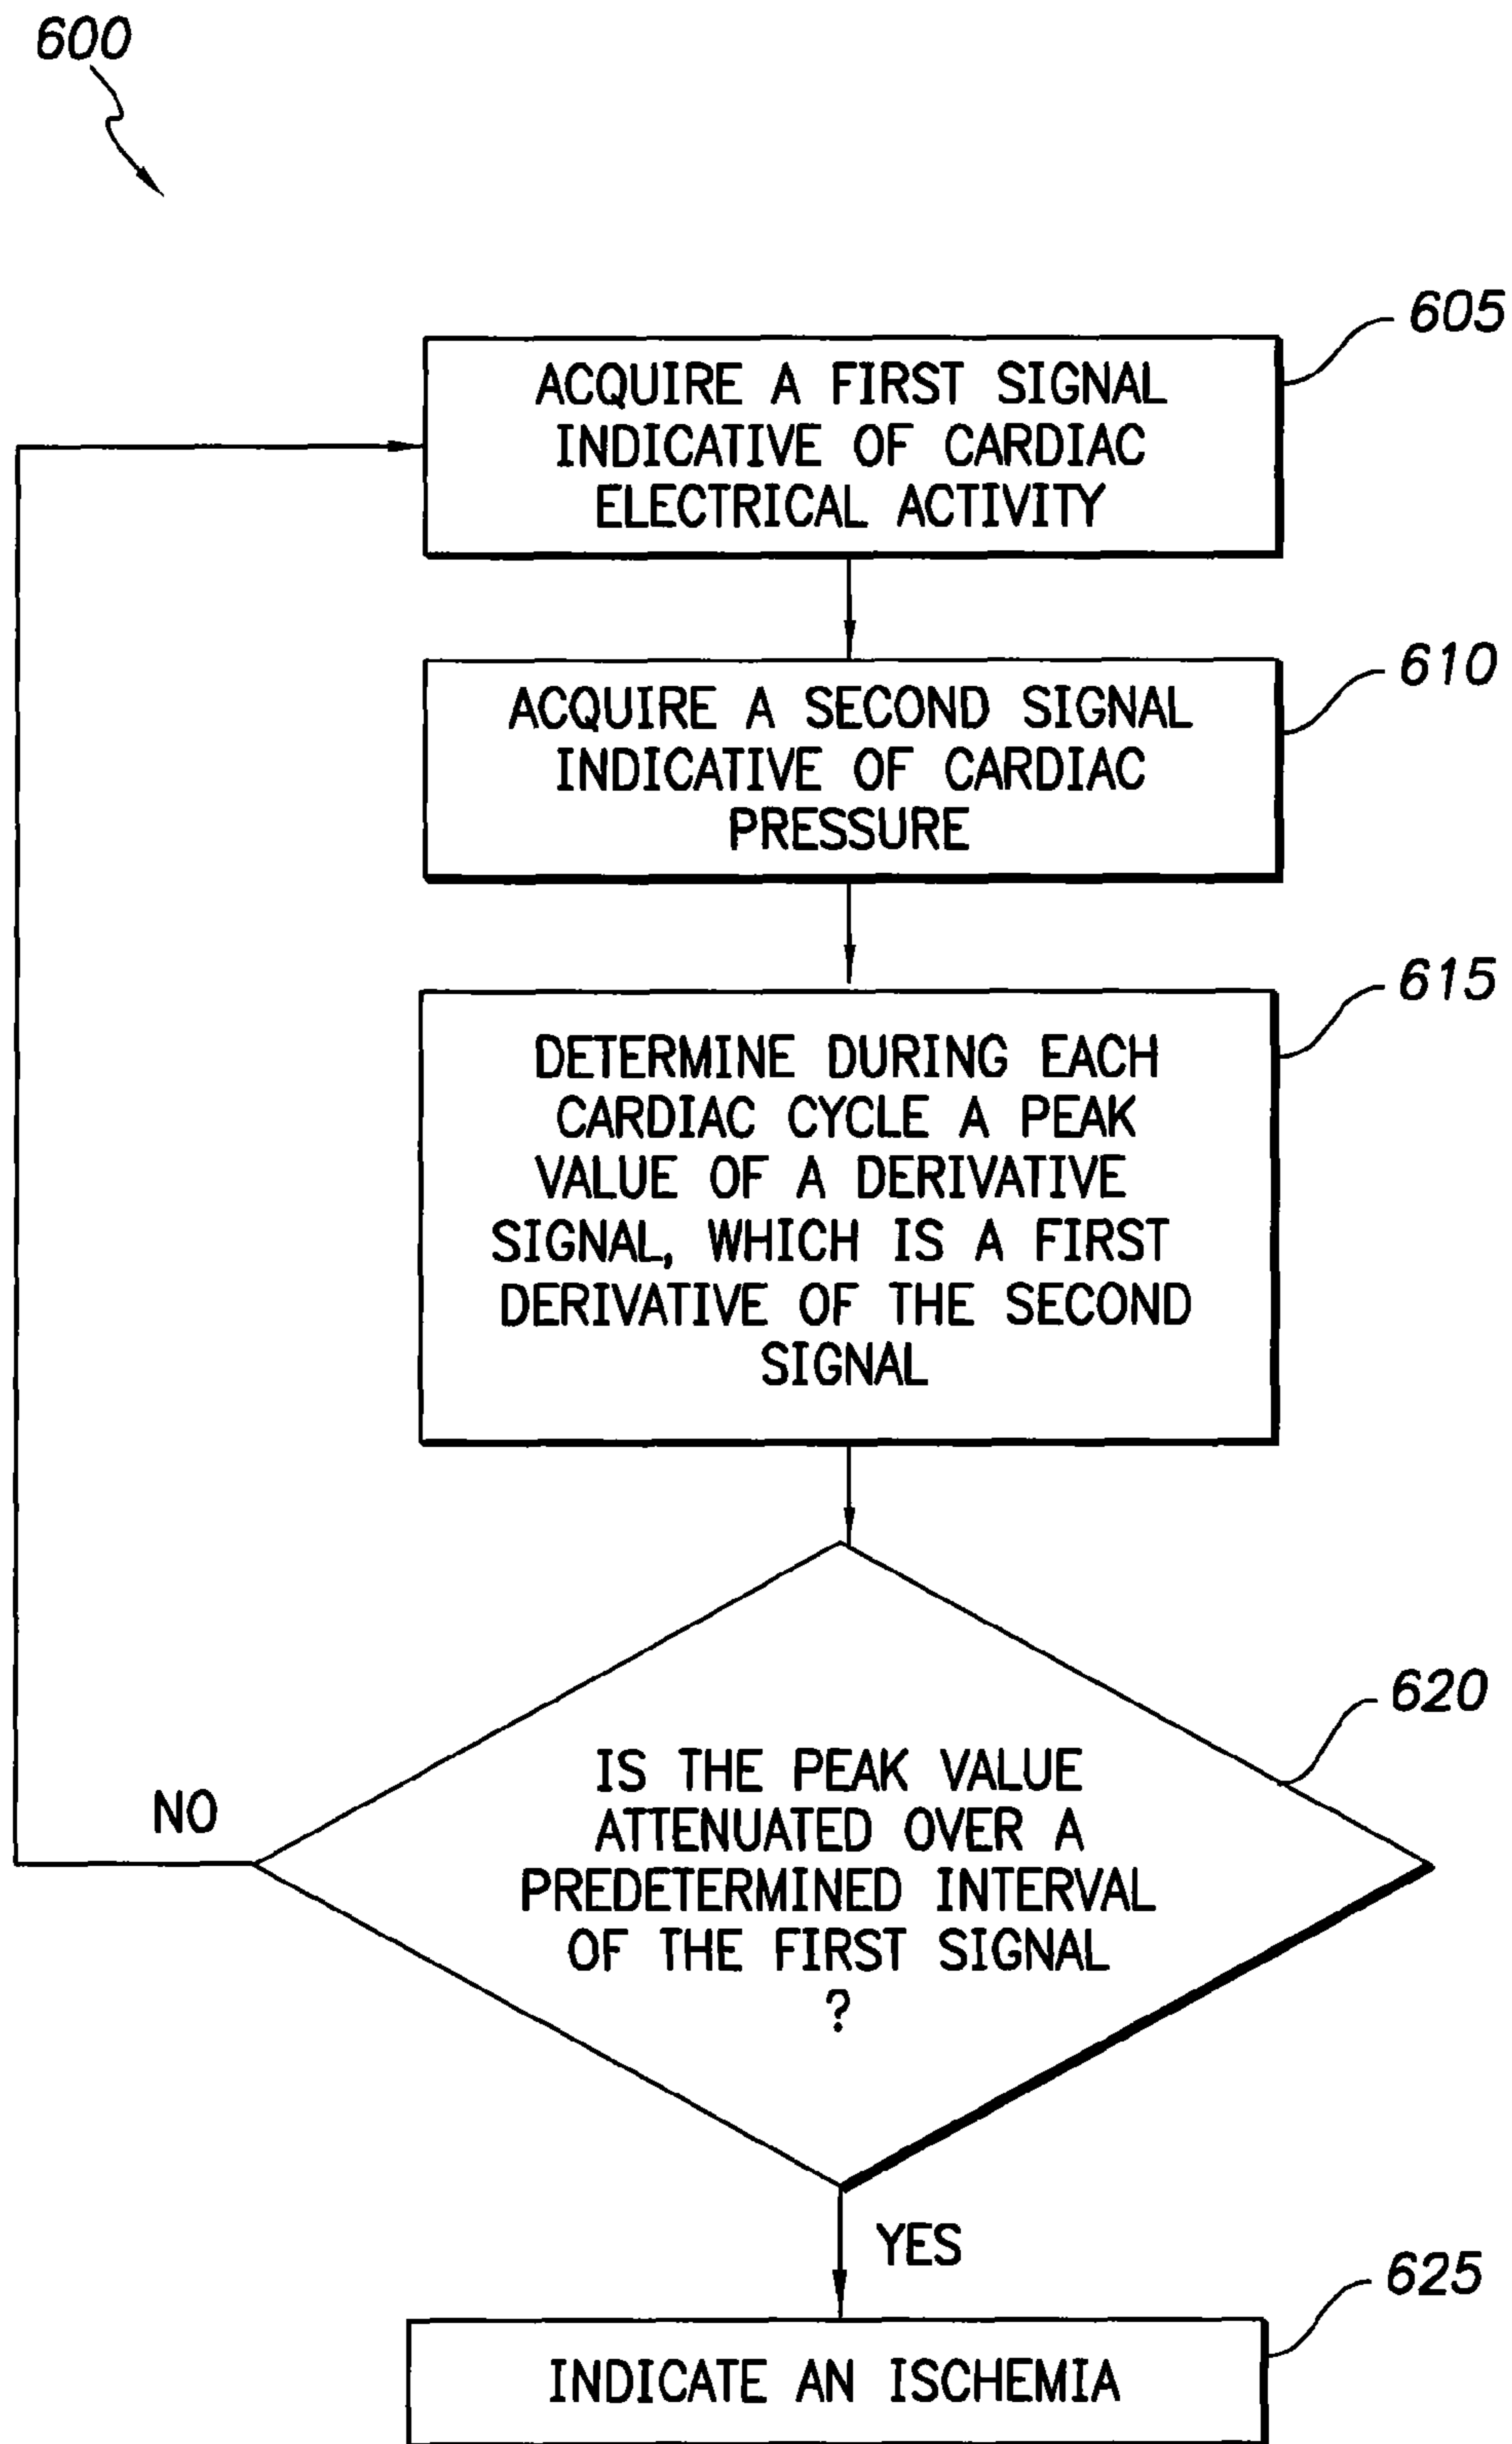 600
605
ACQUIRE A FIRST SIGNAL
INDICATIVE OF CARDIAC
ELECTRICAL ACTIVITY
610
ACQUIRE A SECOND SIGNAL
INDICATIVE OF CARDIAC
PRESSURE
615
DETERMINE DURING EACH
CARDIAC CYCLE A PEAK
VALUE OF A DERIVATIVE
SIGNAL, WHICH IS A FIRST
DERIVATIVE OF THE SECOND
SIGNAL
620
IS THE PEAK VALUE
ATTENUATED OVER A
PREDETERMINED INTERVAL
OF THE FIRST SIGNAL
?
NO
YES
625
INDICATE AN ISCHEMIA